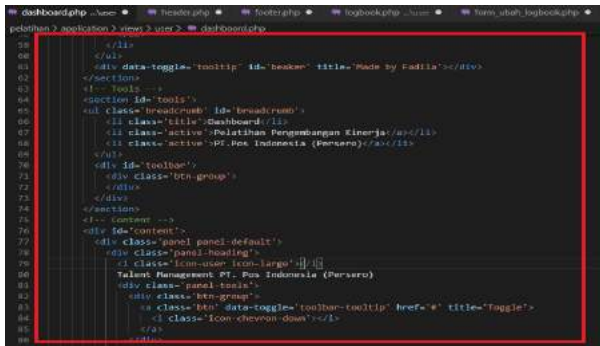 dashboard.php ...\user header.php footer.php logbook.php ...\user form_ubah_logbook.php
pelatihan > application > views > user > dashboard.php
59 </li>
60 </ul>
61 <div data-toggle='tooltip' id='beaker' title='Made by Fadila'></div>
62 </section>
63 <!-- Tools -->
64 <section id='tools'>
65 <ul class='breadcrumb' id='breadcrumb'>
66 <li class='title'>Dashboard</li>
67 <li class='active'>Pelatihan Pengembangan Kinerja</a></li>
68 <li class='active'>PT.Pos Indonesia (Persero)</a></li>
69 </ul>
70 <div id='toolbar'>
71 <div class='btn-group'>
72 </div>
73 </div>
74 </section>
75 <!-- Content -->
76 <div id='content'>
77 <div class='panel panel-default'>
78 <div class='panel-heading'>
79 <i class='icon-user icon-large'></i>
80 Talent Management PT. Pos Indonesia (Persero)
81 <div class='panel-tools'>
82 <div class='btn-group'>
83 <a class='btn' data-toggle='toolbar-tooltip' href='#' title='Toggle'>
84 <i class='icon-chevron-down'></i>
85 </a>
86 </div>